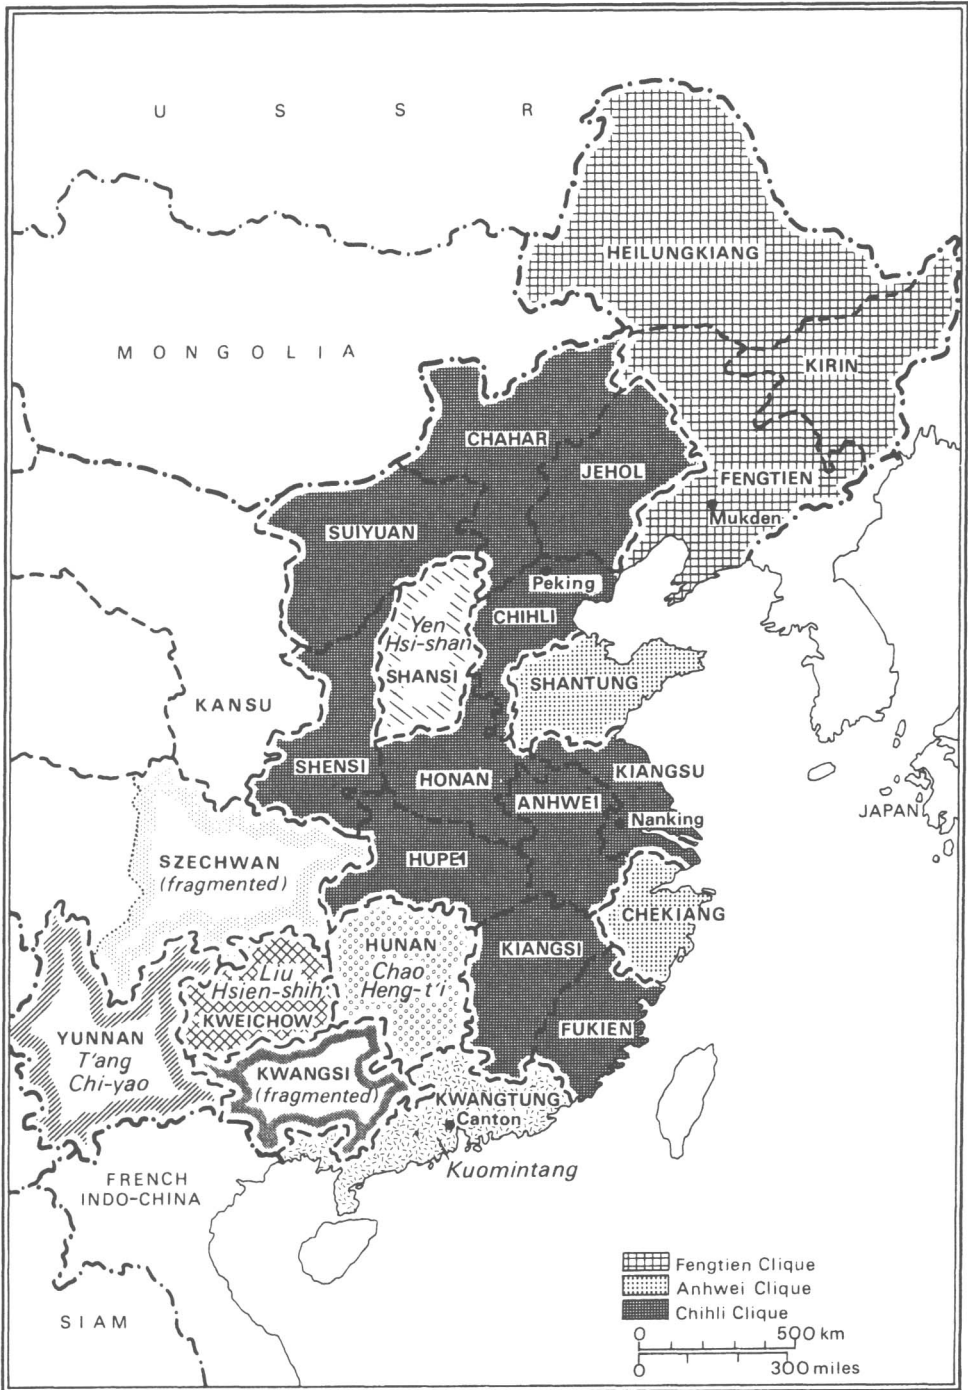 U S S R
HEILUNGKIANG
MONGOLIA
KIRIN
CHAHAR
JEHOL
FENGTIEN
Mukden
SUIYUAN
Peking
CHIHLI
Yen
Hsi-shan
SHANSI
SHANTUNG
KANSU
SHENSI
HONAN
KIANGSU
ANHWEI
Nanking
JAPAN
SZECHWAN
(fragmented)
HUPEI
CHEKIANG
HUNAN
Chao
Heng-t'i
KIANGSI
Liu
Hsien-shih
KWEICHOW
FUKIEN
YUNNAN
T'ang
Chi-yao
KWANGSI
(fragmented)
KWANGTUNG
Canton
Kuomintang
FRENCH
INDO-CHINA
SIAM
Fengtien Clique
Anhwei Clique
Chihli Clique
0 500 km
0 300 miles